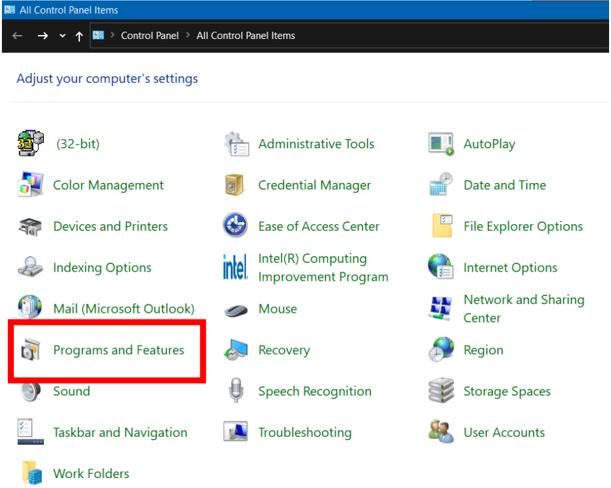 All Control Panel Items
Control Panel > All Control Panel Items
Adjust your computer's settings
(32-bit)
Administrative Tools
AutoPlay
Color Management
Credential Manager
Date and Time
Devices and Printers
Ease of Access Center
File Explorer Options
Indexing Options
intel
Intel(R) Computing
Improvement Program
Internet Options
Mail (Microsoft Outlook)
Mouse
Network and Sharing
Center
Programs and Features
Recovery
Region
Sound
Speech Recognition
Storage Spaces
Taskbar and Navigation
Troubleshooting
User Accounts
Work Folders